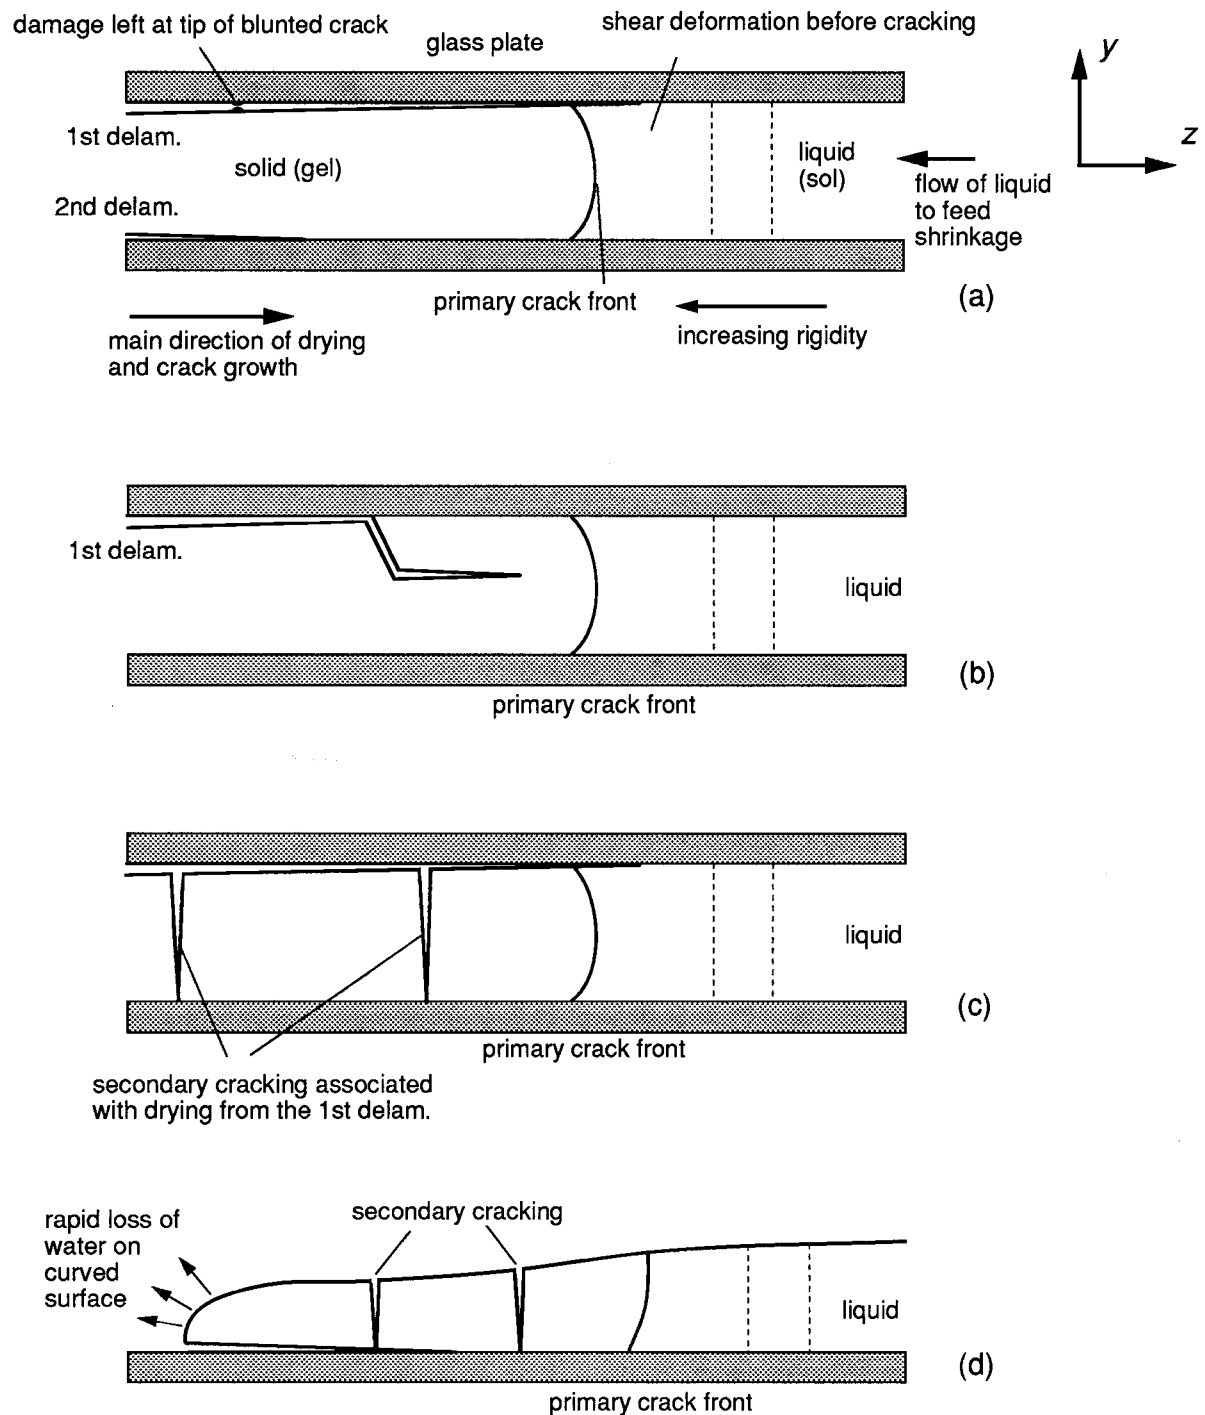 damage left at tip of blunted crack
shear deformation before cracking
glass plate
y
z
1st delam.
solid (gel)
liquid
(sol)
flow of liquid
to feed
shrinkage
2nd delam.
primary crack front
(a)
main direction of drying
and crack growth
increasing rigidity
1st delam.
liquid
(b)
primary crack front
liquid
(c)
primary crack front
secondary cracking associated
with drying from the 1st delam.
rapid loss of
water on
curved
surface
secondary cracking
liquid
(d)
primary crack front